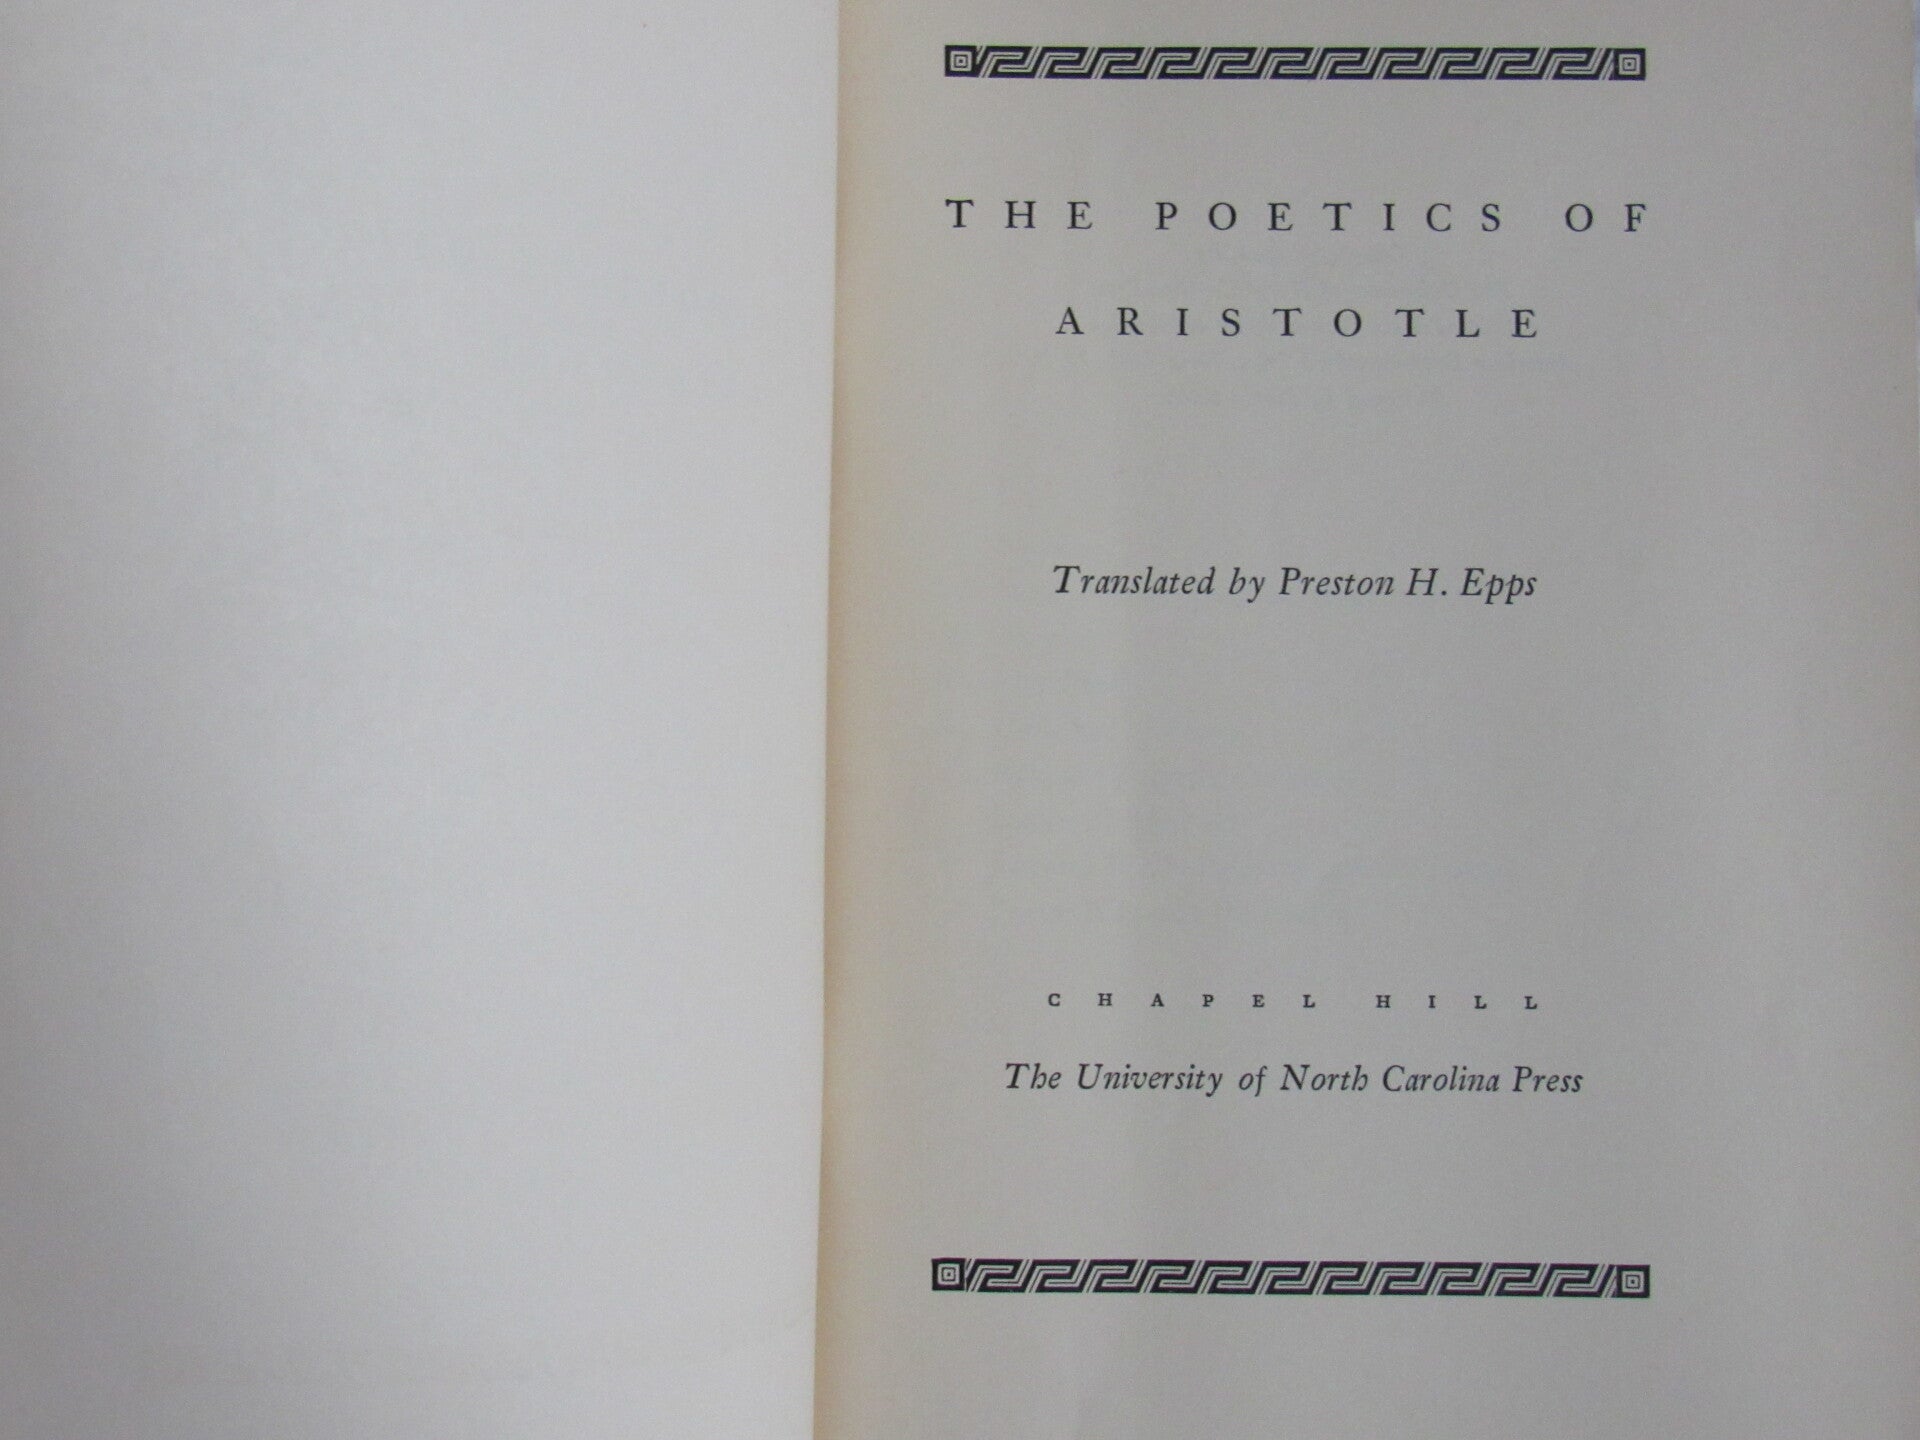 THE POETICS OF
ARISTOTLE
Translated by Preston H. Epps
CHAPEL HILL
The University of North Carolina Press